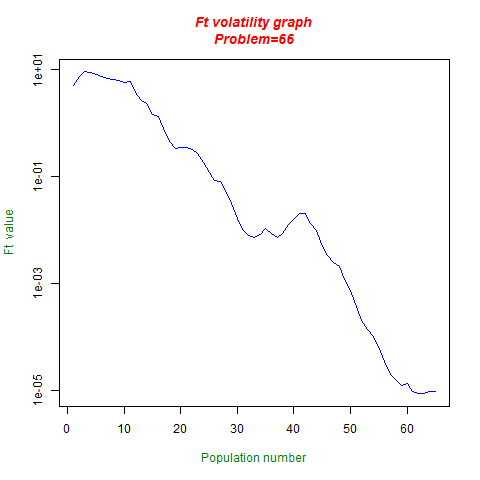 Ft volatility graph
Problem=66
1e+01
1e-01
1e-03
1e-05
Ft value
0 10 20 30 40 50 60
Population number